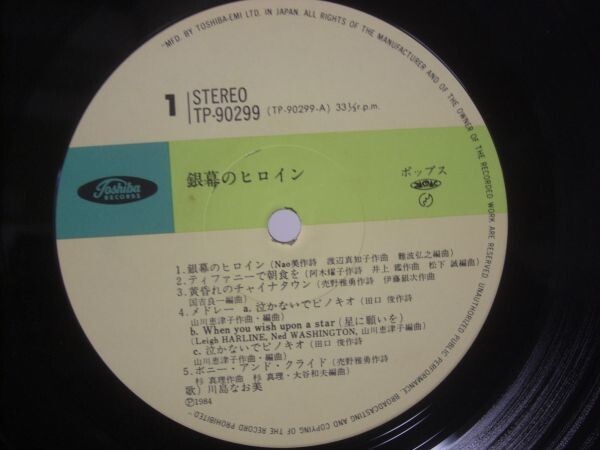 "MFD. BY TOSHIBA-EMI LTD. IN JAPAN. ALL RIGHTS OF THE MANUFACTURER AND OF THE OWNER OF THE RECORDED WORK ARE RESERVED. UNAUTHORIZED PUBLIC PERFORMANCE, BROADCASTING AND COPYING OF THE RECORD PROHIBITED"
1
STEREO
TP-90299 (TP-90299-A) 33⅓r.p.m.
Toshiba
RECORDS
銀幕のヒロイン
ポップス
1. 銀幕のヒロイン (Nao美作詩 渡辺真知子作曲 難波弘之編曲)
2. ティファニーで朝食を (阿木燿子作詩 井上 鑑作曲 松下 誠編曲)
3. 黄昏れのチャイナタウン (売野雅勇作詩 伊藤銀次作曲
国吉良一編曲)
4. メドレー a. 泣かないでピノキオ (田口 俊作詩
山川恵津子作曲・編曲)
b. When you wish upon a star (星に願いを)
(Leigh HARLINE, Ned WASHINGTON, 山川恵津子編曲)
c. 泣かないでピノキオ (田口 俊作詩
山川恵津子作曲・編曲)
5. ボニー・アンド・クライド (売野雅勇作詩
杉 真理作曲 杉 真理・大谷和夫編曲)
歌) 川島なお美
Ⓟ1984